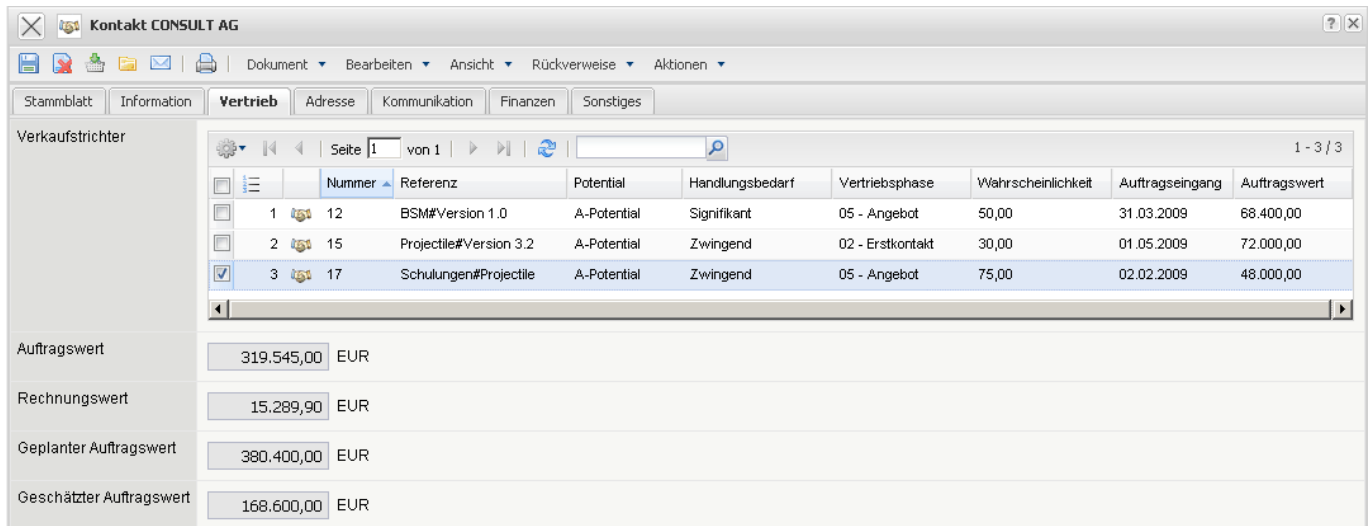 Kontakt CONSULT AG
Dokument Bearbeiten Ansicht Rückverweise Aktionen
Stammblatt Information Vertrieb Adresse Kommunikation Finanzen Sonstiges
Verkaufstrichter
Seite 1 von 1 1 - 3 / 3
Nummer Referenz Potential Handlungsbedarf Vertriebsphase Wahrscheinlichkeit Auftragseingang Auftragswert
1 12 BSM#Version 1.0 A-Potential Signifikant 05 - Angebot 50,00 31.03.2009 68.400,00
2 15 Projectile#Version 3.2 A-Potential Zwingend 02 - Erstkontakt 30,00 01.05.2009 72.000,00
3 17 Schulungen#Projectile A-Potential Zwingend 05 - Angebot 75,00 02.02.2009 48.000,00
Auftragswert 319.545,00 EUR
Rechnungswert 15.289,90 EUR
Geplanter Auftragswert 380.400,00 EUR
Geschätzter Auftragswert 168.600,00 EUR